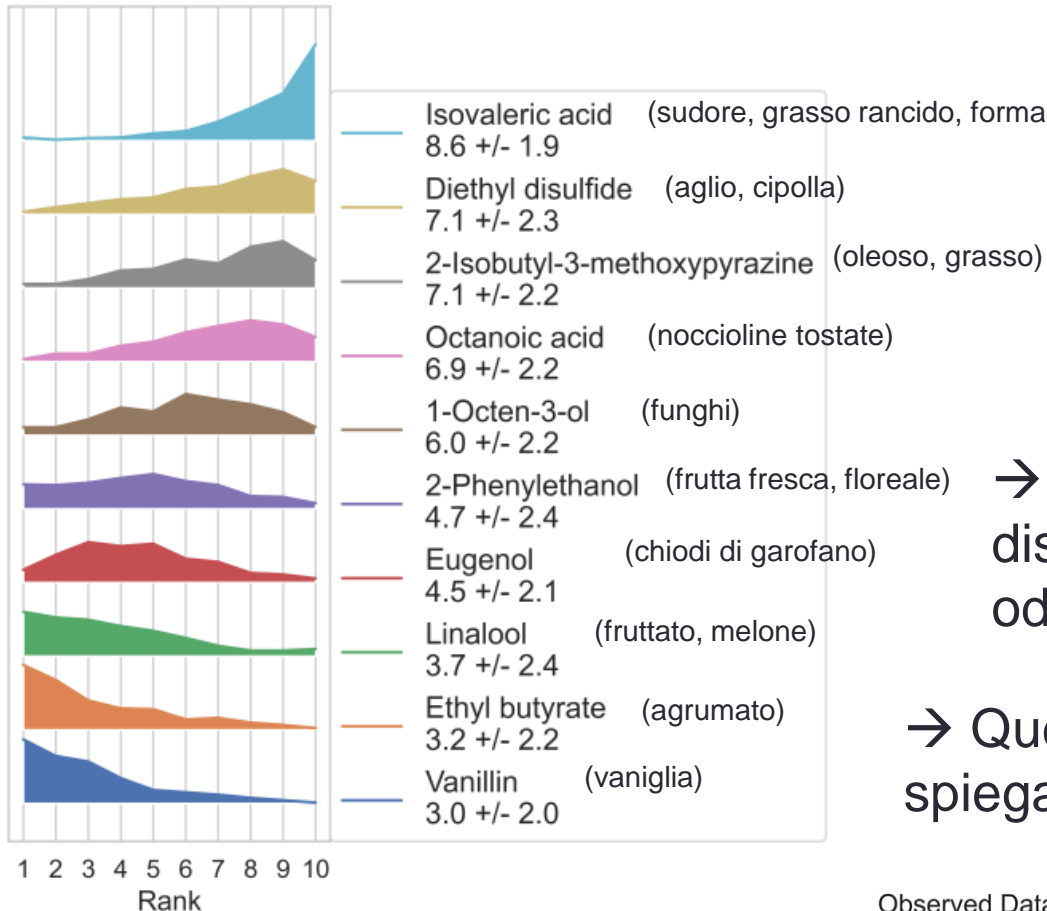 Isovaleric acid (sudore, grasso rancido, forma
8.6 +/- 1.9
Diethyl disulfide (aglio, cipolla)
7.1 +/- 2.3
2-Isobutyl-3-methoxypyrazine (oleoso, grasso)
7.1 +/- 2.2
Octanoic acid (noccioline tostate)
6.9 +/- 2.2
1-Octen-3-ol (funghi)
6.0 +/- 2.2
2-Phenylethanol (frutta fresca, floreale)
4.7 +/- 2.4
Eugenol (chiodi di garofano)
4.5 +/- 2.1
Linalool (fruttato, melone)
3.7 +/- 2.4
Ethyl butyrate (agrumato)
3.2 +/- 2.2
Vanillin (vaniglia)
3.0 +/- 2.0
1 2 3 4 5 6 7 8 9 10
Rank
→
dis
od
→ Que
spiega
Observed Data